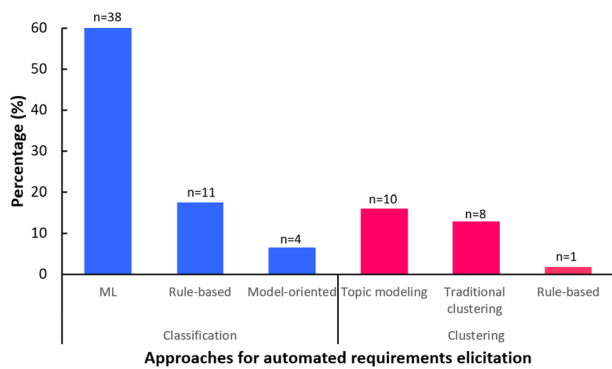 n=38
60
50
40
30
20
10
0
Percentage (%)
n=11
n=4
n=10
n=8
n=1
ML
Rule-based
Model-oriented
Topic modeling
Traditional
clustering
Rule-based
Classification
Clustering
Approaches for automated requirements elicitation